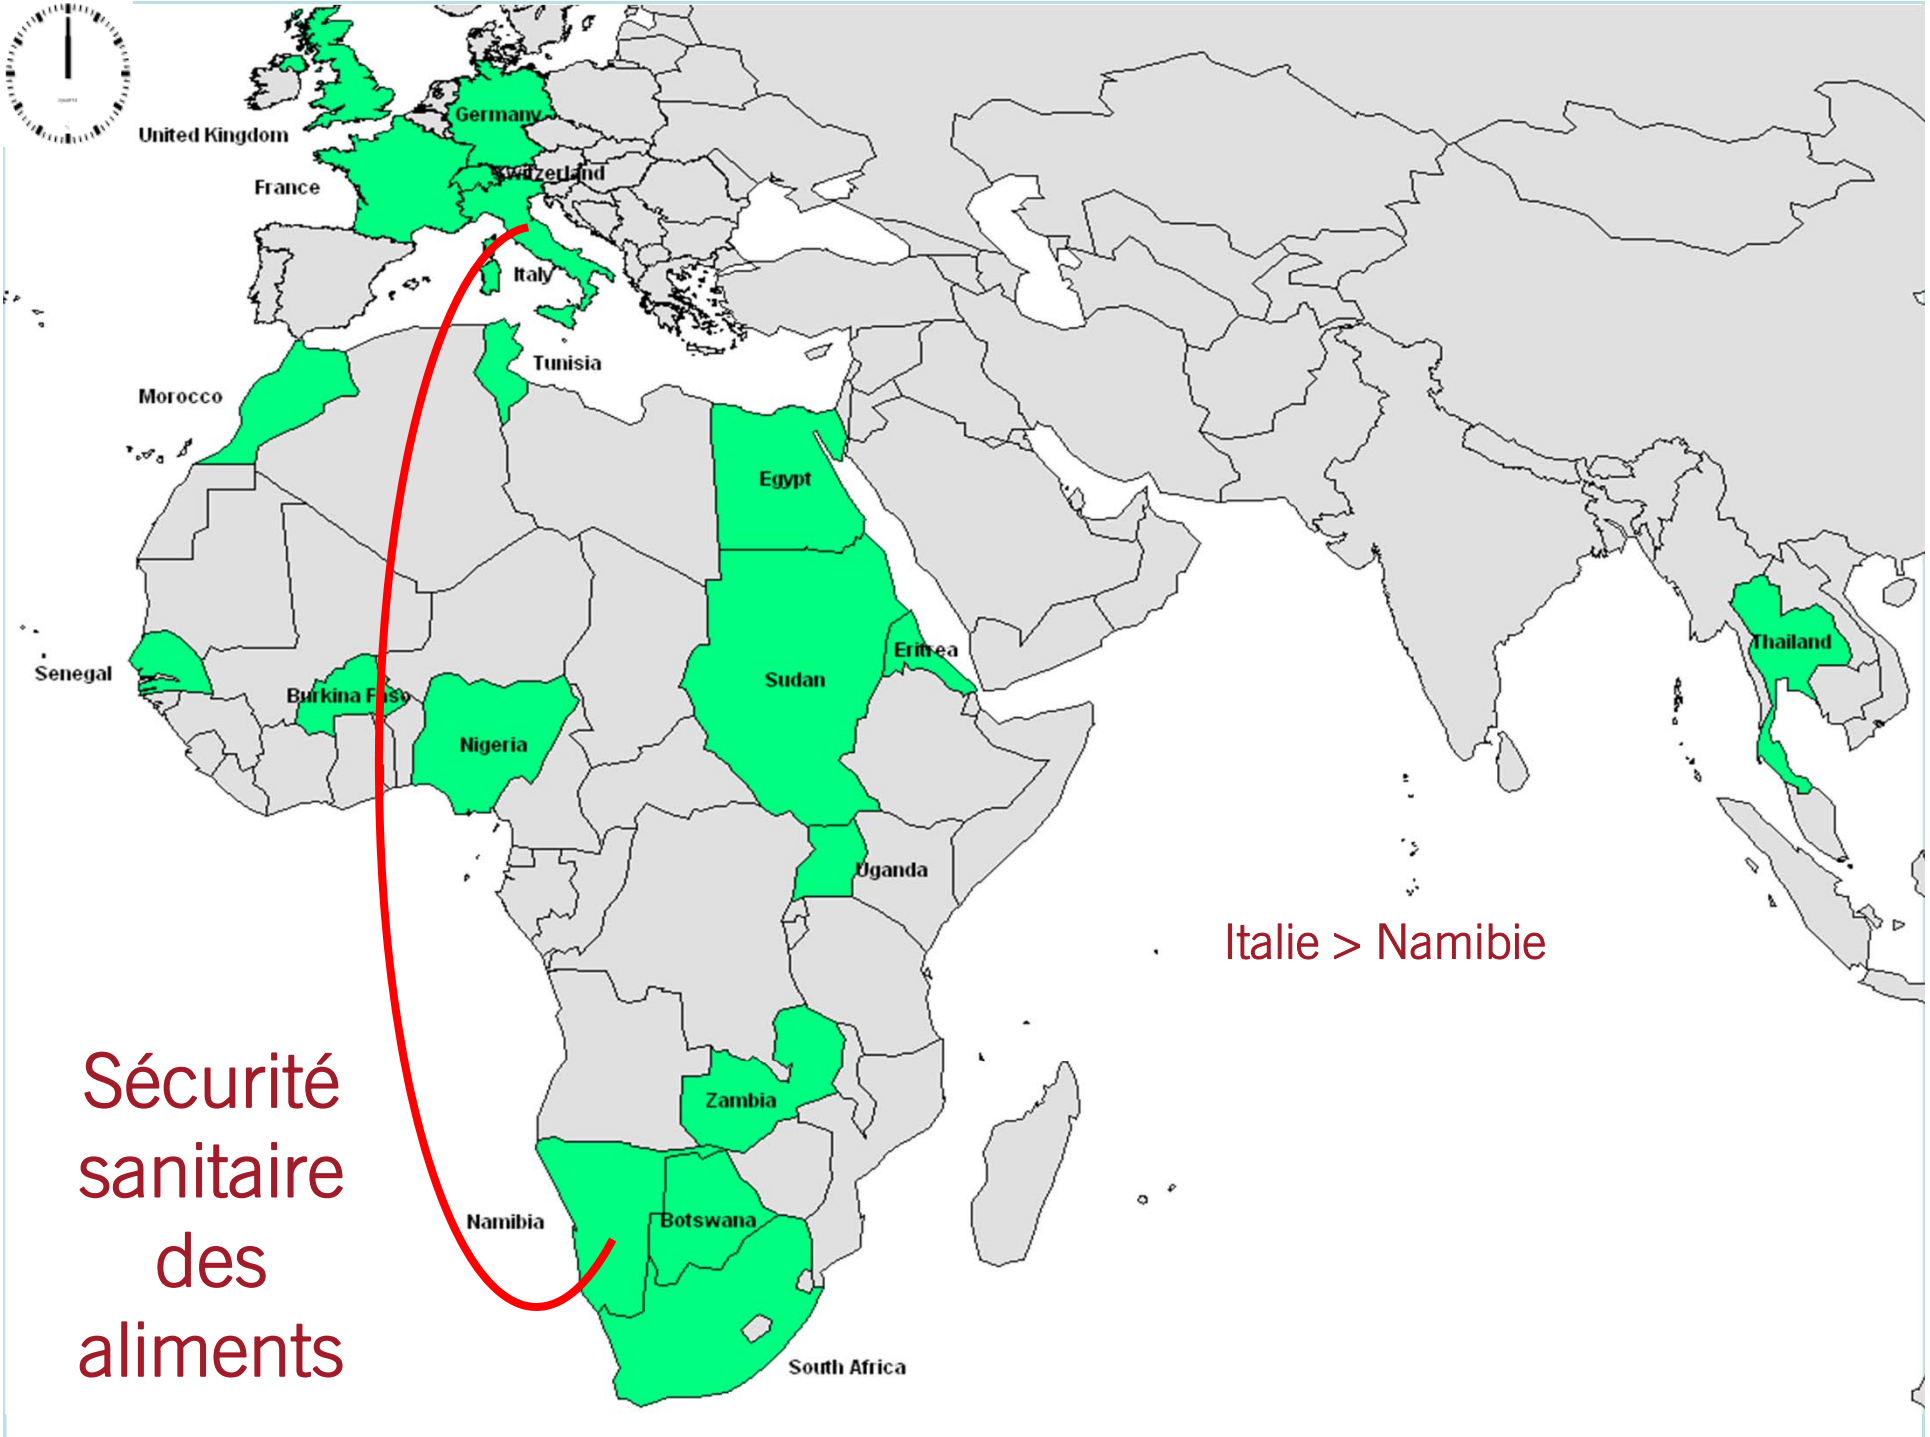 Germany
United Kingdom
Switzerland
France
Italy
Tunisia
Morocco
Egypt
Thailand
Eritrea
Senegal
Sudan
Burkina Faso
Nigeria
Uganda
Italie > Namibie
Sécurité
sanitaire
des
aliments
Zambia
Namibia
Botswana
South Africa